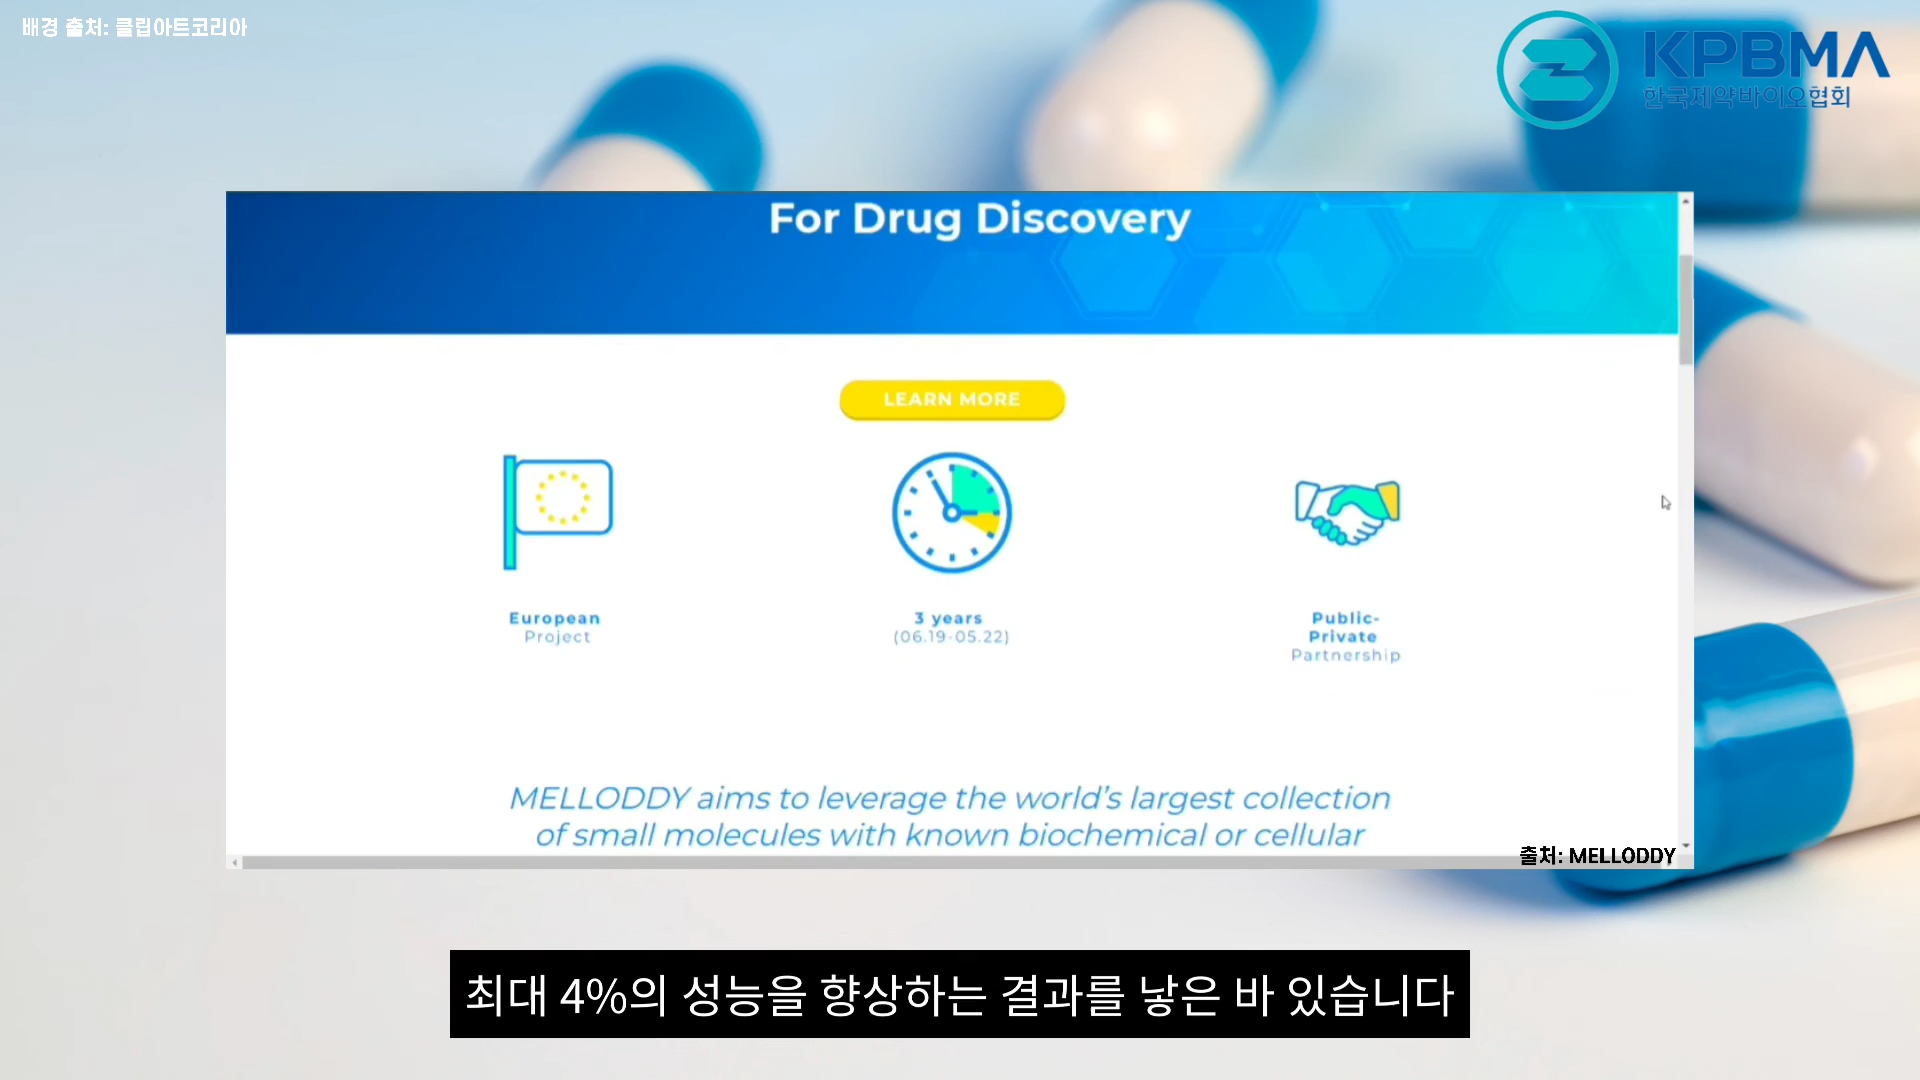 배경 출처: 클립아트코리아
KPBMA
한국제약바이오협회
For Drug Discovery
LEARN MORE
European
Project
3 years
(06.19-05.22)
Public-
Private
Partnership
MELLODDY aims to leverage the world's largest collection
of small molecules with known biochemical or cellular
출처: MELLODDY
최대 4%의 성능을 향상하는 결과를 낳은 바 있습니다